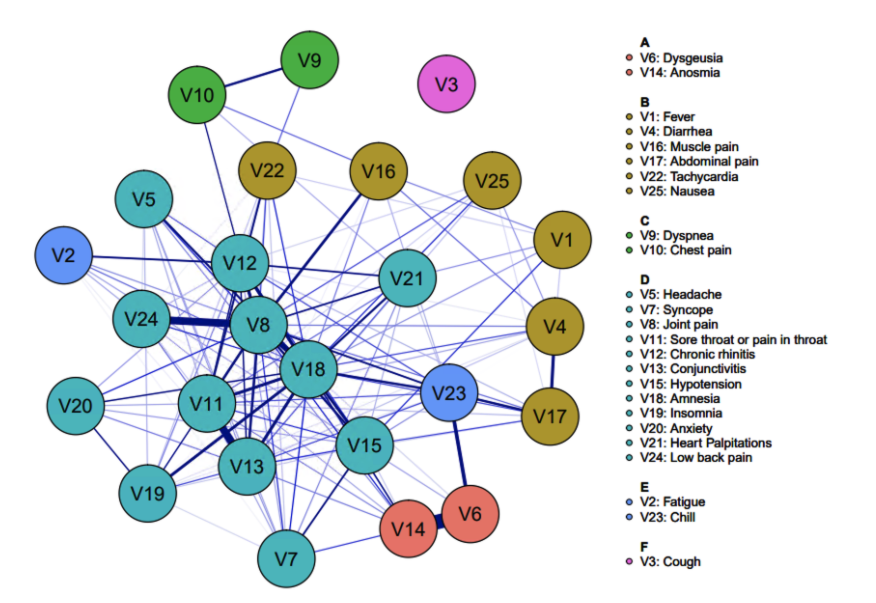 V9
V3
V10
V22
V16
V25
V5
V1
V2
V12
V21
V24
V8
V4
V18
V23
V20
V11
V17
V15
V13
V19
V6
V14
V7
A
V6: Dysgeusia
V14: Anosmia
B
V1: Fever
V4: Diarrhea
V16: Muscle pain
V17: Abdominal pain
V22: Tachycardia
V25: Nausea
C
V9: Dyspnea
V10: Chest pain
D
V5: Headache
V7: Syncope
V8: Joint pain
V11: Sore throat or pain in throat
V12: Chronic rhinitis
V13: Conjunctivitis
V15: Hypotension
V18: Amnesia
V19: Insomnia
V20: Anxiety
V21: Heart Palpitations
V24: Low back pain
E
V2: Fatigue
V23: Chill
F
V3: Cough